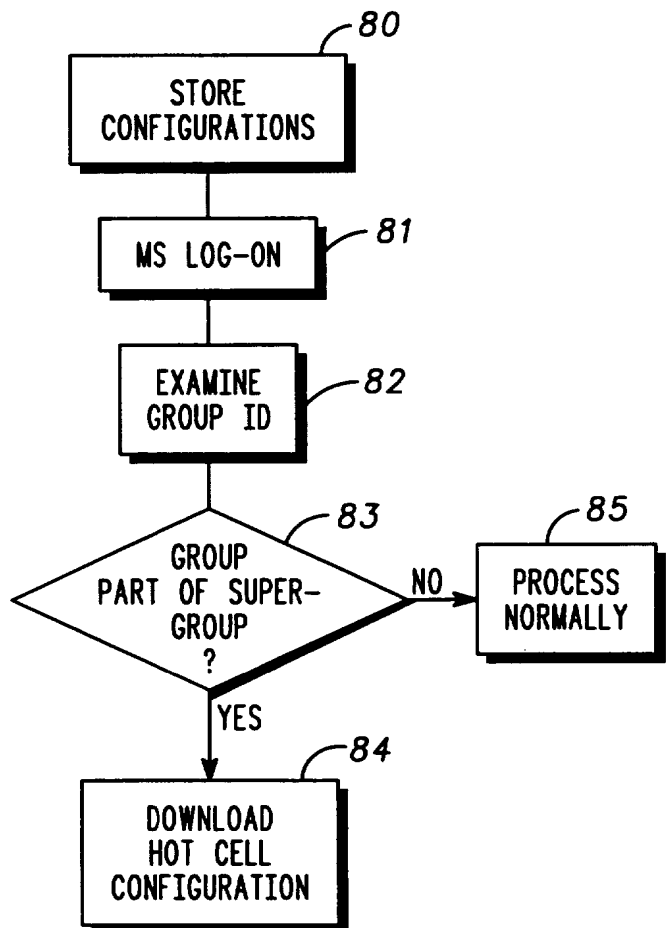 80
STORE
CONFIGURATIONS
81
MS LOG-ON
82
EXAMINE
GROUP ID
83
GROUP
PART OF SUPER-
GROUP
?
NO
85
PROCESS
NORMALLY
YES
84
DOWNLOAD
HOT CELL
CONFIGURATION